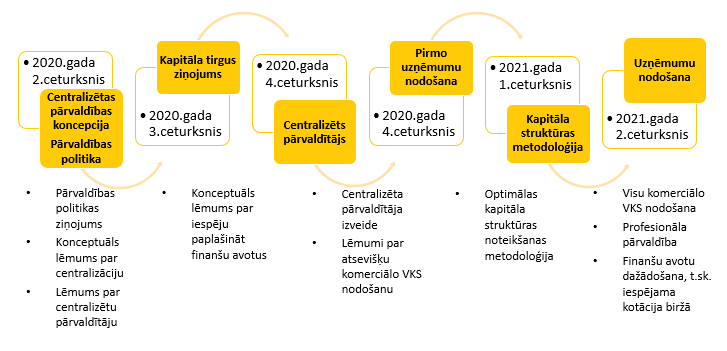 • 2020.gada
2.ceturksnis
Centralizētas
pārvaldības
koncepcija
Pārvaldības
politika
Kapitāla tirgus
ziņojums
• 2020.gada
3.ceturksnis
• 2020.gada
4.ceturksnis
Centralizēts
pārvaldītājs
Pirmo
uzņēmumu
nodošana
• 2020.gada
4.ceturksnis
• 2021.gada
1.ceturksnis
Kapitāla
struktūras
metodoloģija
Uzņēmumu
nodošana
• 2021.gada
2.ceturksnis
• Pārvaldības
politikas
ziņojums
• Konceptuāls
lēmums par
centralizāciju
• Lēmums par
centralizētu
pārvaldītāju
• Konceptuāls
lēmums par
iespēju
paplašināt
finanšu avotus
• Centralizēta
pārvaldītāja
izveide
• Lēmumi par
atsevišķu
komerciālo VKS
nodošanu
• Optimālas
kapitāla
struktūras
noteikšanas
metodoloģija
• Visu komerciālo
VKS nodošana
• Profesionāla
pārvaldība
• Finanšu avotu
dažādošana, t.sk.
iespējama
kotācija biržā